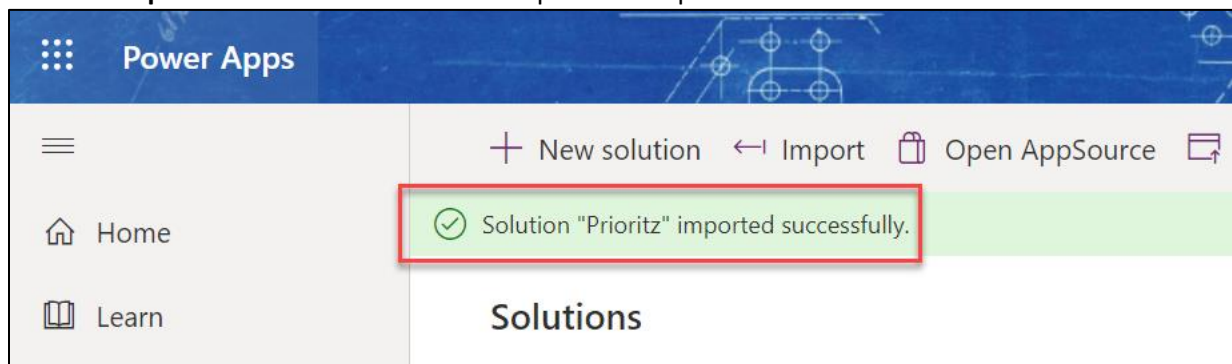 Power Apps
New solution Import Open AppSource
Solution "Prioritz" imported successfully.
Home
Solutions
Learn